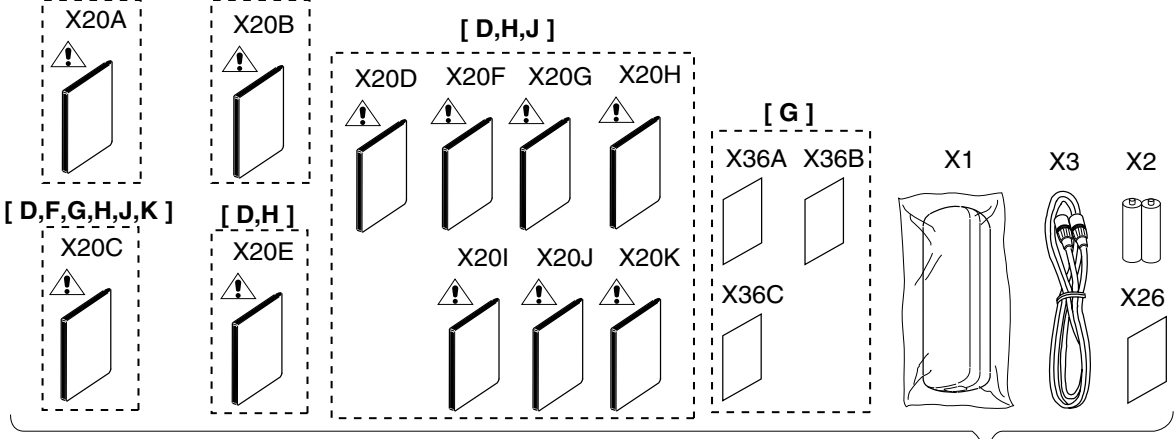 X20A
X20B
[ D,H,J ]
X20D X20F X20G X20H
[ G ]
X36A X36B
X1
X3
X2
[ D,F,G,H,J,K ]
[ D,H ]
X20C
X20E
X20I X20J X20K
X36C
X26